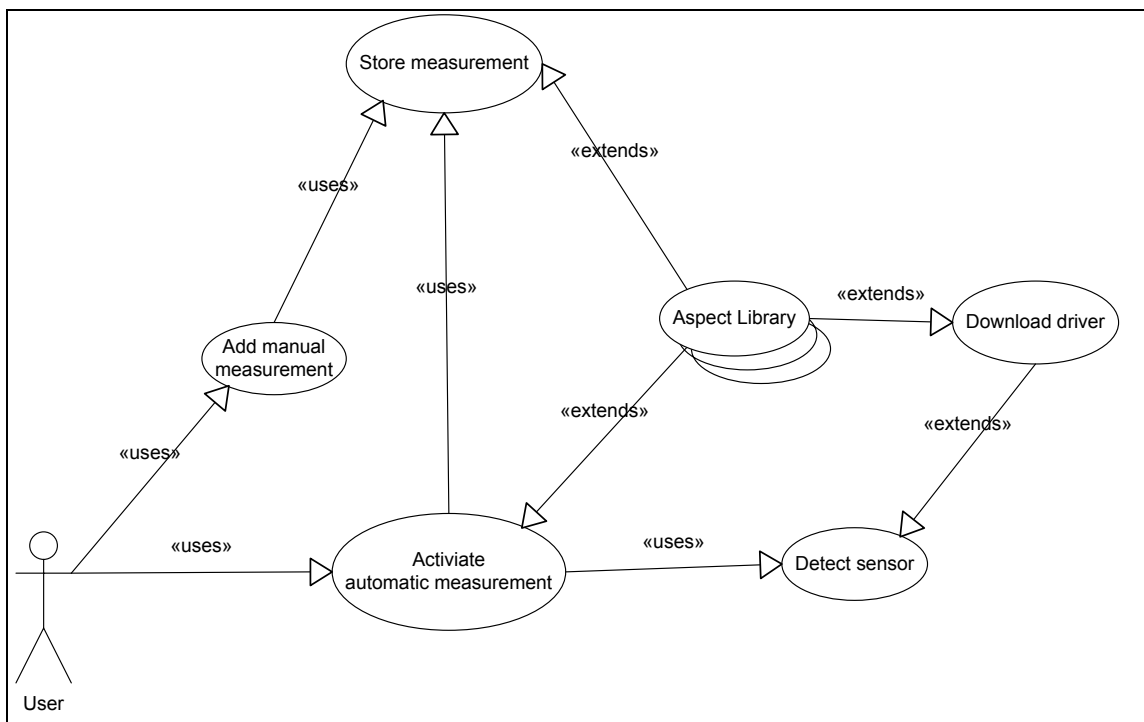 Store measurement
«extends»
«uses»
«uses»
Aspect Library
«extends»
Download driver
Add manual
measurement
«extends»
«extends»
«uses»
«uses»
Activiate
automatic measurement
«uses»
Detect sensor
User